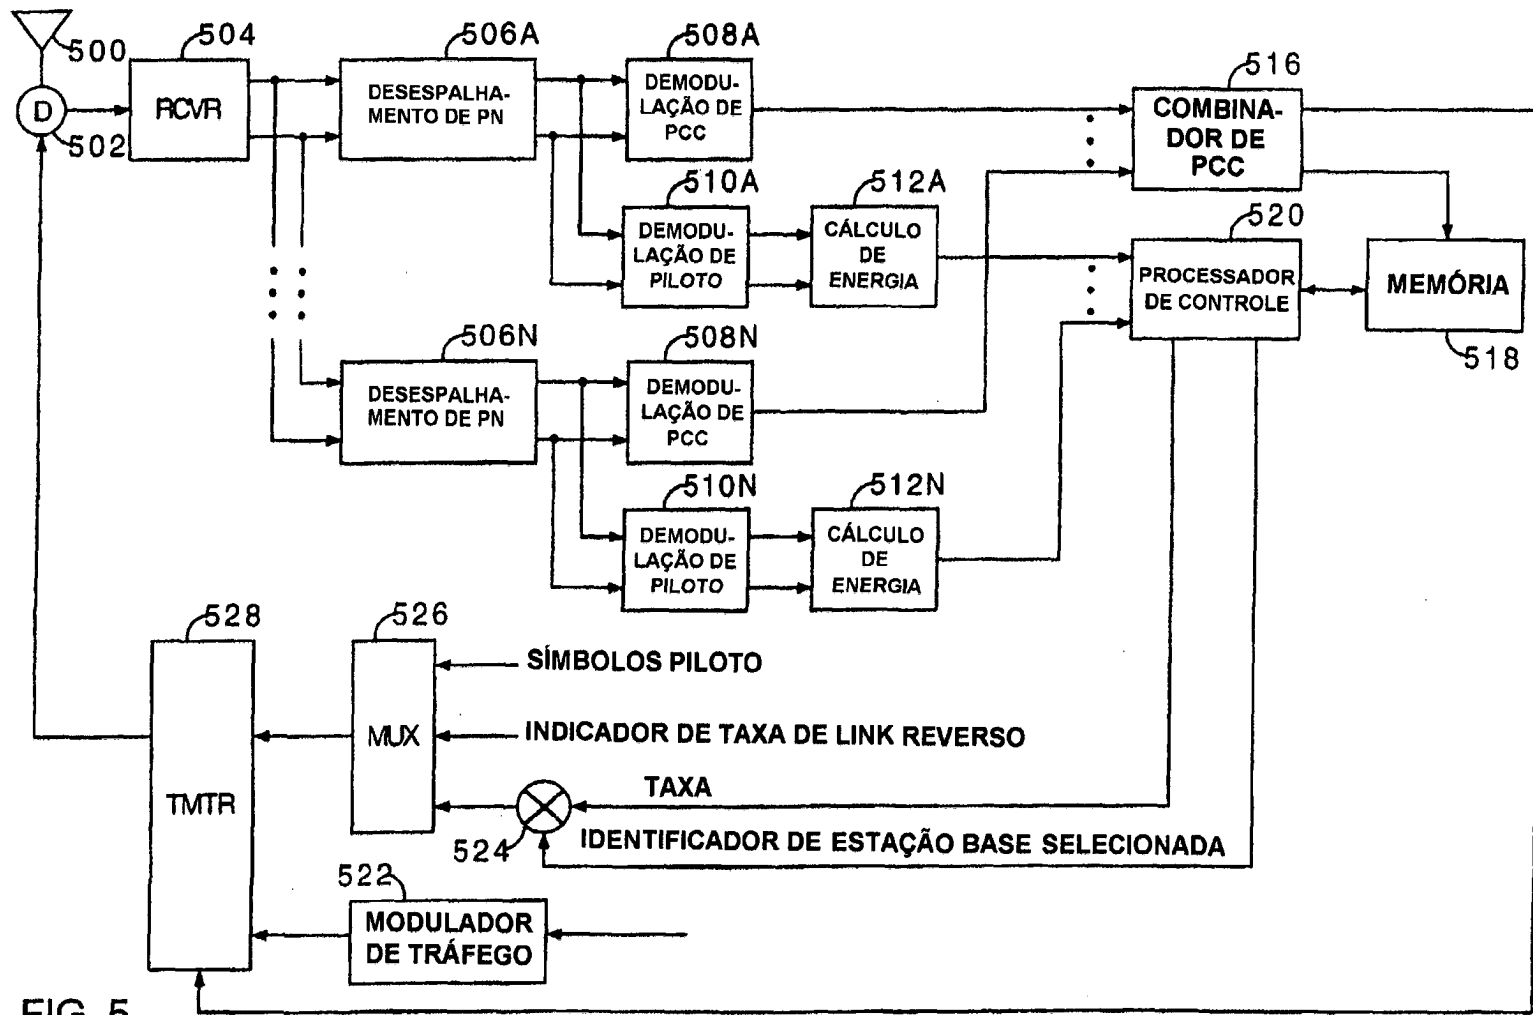 500
504
506A
508A
516
D
RCVR
DESESPALHA-
MENTO DE PN
DEMODU-
LAÇÃO DE
PCC
COMBINA-
DOR DE
PCC
502
510A
512A
520
DEMODU-
LAÇÃO DE
PILOTO
CÁLCULO
DE
ENERGIA
PROCESSADOR
DE CONTROLE
MEMÓRIA
518
506N
508N
DESESPALHA-
MENTO DE PN
DEMODU-
LAÇÃO DE
PCC
510N
512N
DEMODU-
LAÇÃO DE
PILOTO
CÁLCULO
DE
ENERGIA
528
526
SÍMBOLOS PILOTO
MUX
INDICADOR DE TAXA DE LINK REVERSO
TMTR
TAXA
524
IDENTIFICADOR DE ESTAÇÃO BASE SELECIONADA
522
MODULADOR
DE TRÁFEGO
FIG. 5